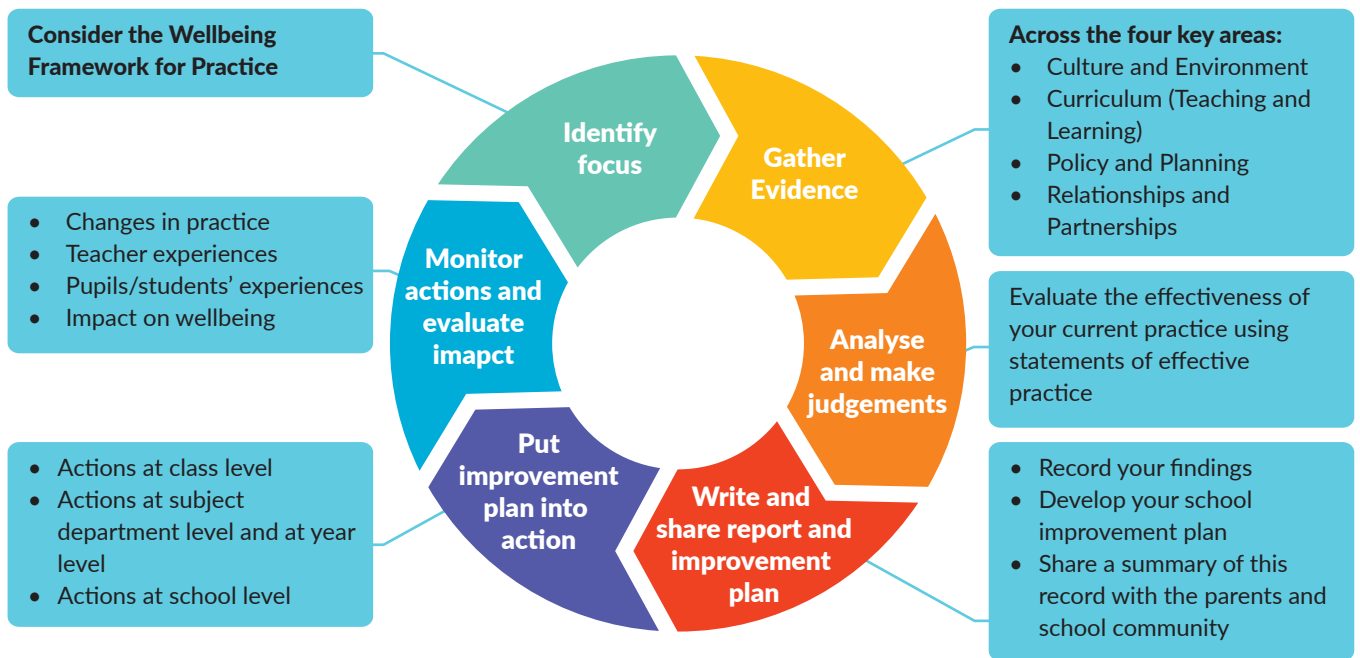 Consider the Wellbeing
Framework for Practice
Identify
focus
Gather
Evidence
Across the four key areas:
• Culture and Environment
• Curriculum (Teaching and
Learning)
• Policy and Planning
• Relationships and
Partnerships
• Changes in practice
• Teacher experiences
• Pupils/students’ experiences
• Impact on wellbeing
Monitor
actions and
evaluate
imapct
Analyse
and make
judgements
Evaluate the effectiveness of
your current practice using
statements of effective
practice
• Actions at class level
• Actions at subject
department level and at year
level
• Actions at school level
Put
improvement
plan into
action
Write and
share report and
improvement
plan
• Record your findings
• Develop your school
improvement plan
• Share a summary of this
record with the parents and
school community